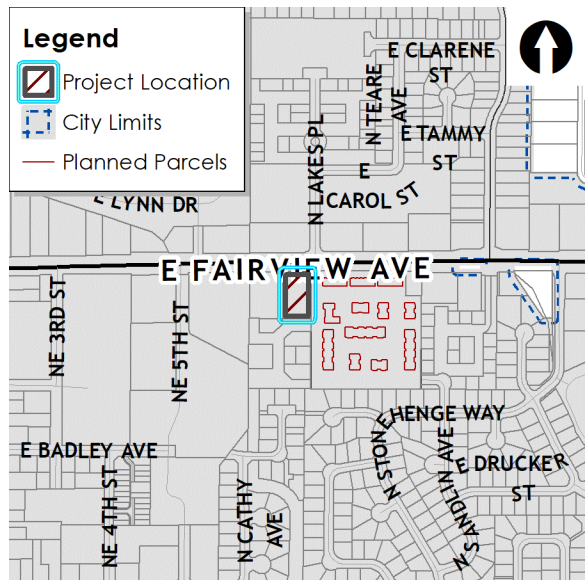 Legend
Project Location
City Limits
Planned Parcels
E CLARENE
ST
N TEARE
AVE
E TAMMY
ST
N LAKES PL
E
CAROL ST
E LYNN DR
E FAIRVIEW AVE
NE 3RD ST
NE 5TH ST
E BADLEY AVE
NE 4TH ST
N CATHY
AVE
N STONE
HENGE WAY
E DRUCKER
ST
N SANDLIN AVE